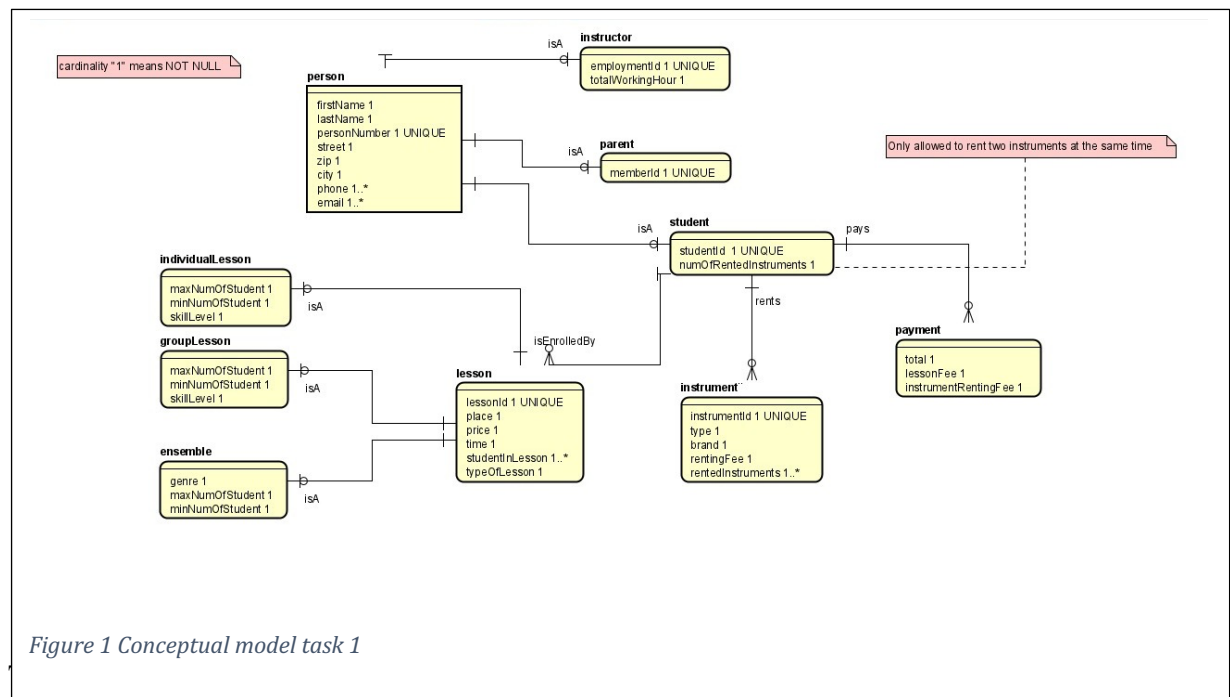 cardinality "1" means NOT NULL
isA
instructor
employmentId 1 UNIQUE
totalWorkingHour 1
person
firstName 1
lastName 1
personNumber 1 UNIQUE
street 1
zip 1
city 1
phone 1..*
email 1..*
isA
parent
memberId 1 UNIQUE
Only allowed to rent two instruments at the same time
isA
student
studentId 1 UNIQUE
numOfRentedInstruments 1
pays
rents
individualLesson
maxNumOfStudent 1
minNumOfStudent 1
skillLevel 1
isA
groupLesson
maxNumOfStudent 1
minNumOfStudent 1
skillLevel 1
isA
ensemble
genre 1
maxNumOfStudent 1
minNumOfStudent 1
isA
isEnrolledBy
lesson
lessonId 1 UNIQUE
place 1
price 1
time 1
studentInLesson 1..*
typeOfLesson 1
instrument
instrumentId 1 UNIQUE
type 1
brand 1
rentingFee 1
rentedInstruments 1..*
payment
total 1
lessonFee 1
instrumentRentingFee 1
Figure 1 Conceptual model task 1